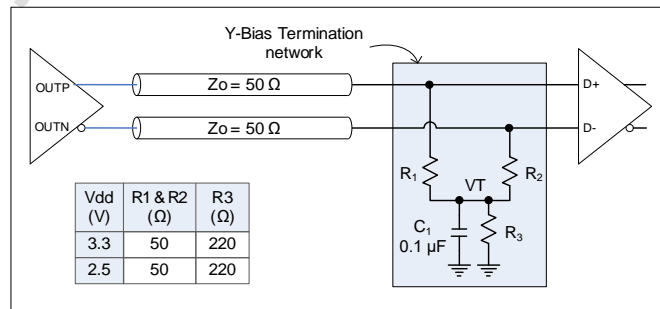 Y-Bias Termination
network
OUTP
Zo = 50 Ω
D+
OUTN
Zo = 50 Ω
D-
R1
VT
R2
C1
0.1 µF
R3
Vdd
(V)
R1 & R2
(Ω)
R3
(Ω)
3.3 50 220
2.5 50 220